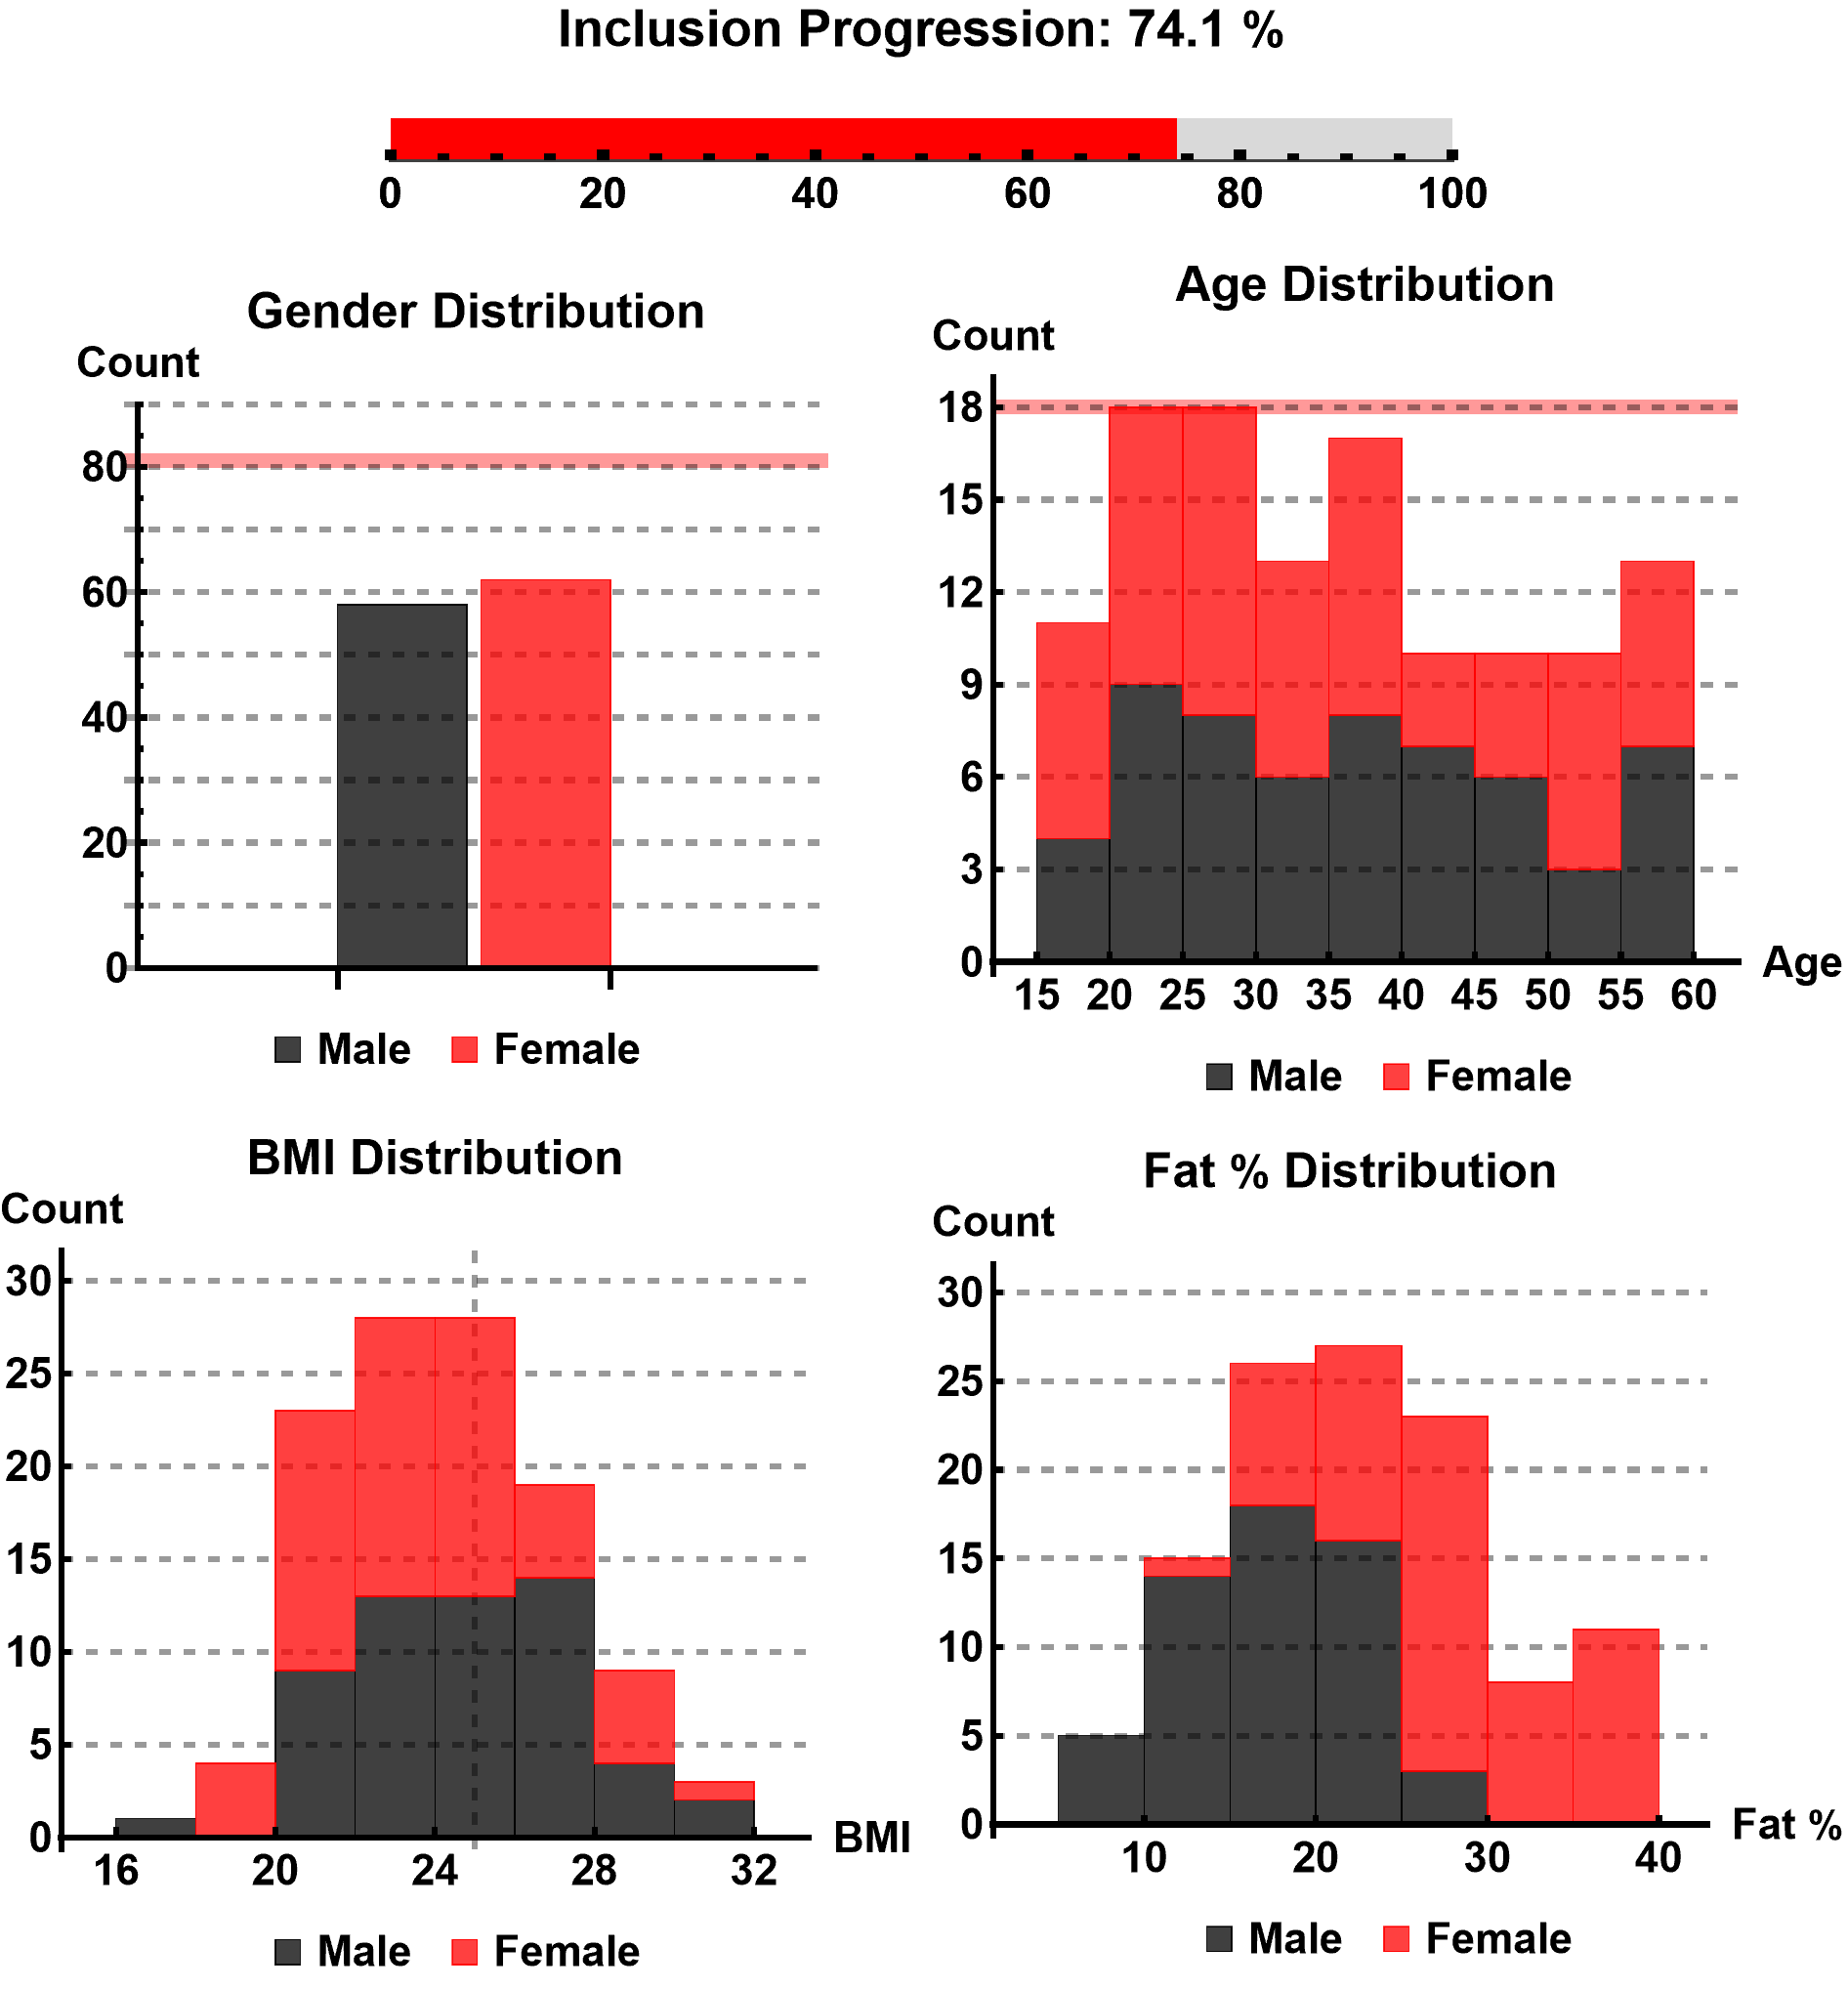 Inclusion Progression: 74.1 %
0 20 40 60 80 100
Gender Distribution
Count
80
60
40
20
0
Male Female
Age Distribution
Count
18
15
12
9
6
3
0
15 20 25 30 35 40 45 50 55 60
Age
Male Female
BMI Distribution
Count
30
25
20
15
10
5
0
16 20 24 28 32
BMI
Male Female
Fat % Distribution
Count
30
25
20
15
10
5
0
10 20 30 40
Fat %
Male Female